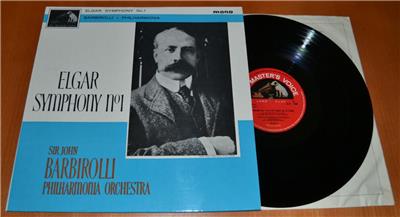 ELGAR SYMPHONY No.1
mono
BARBIROLLI • PHILHARMONIA
ELGAR
SYMPHONY No1
SIR JOHN
BARBIROLLI
PHILHARMONIA ORCHESTRA
MASTER'S VOICE